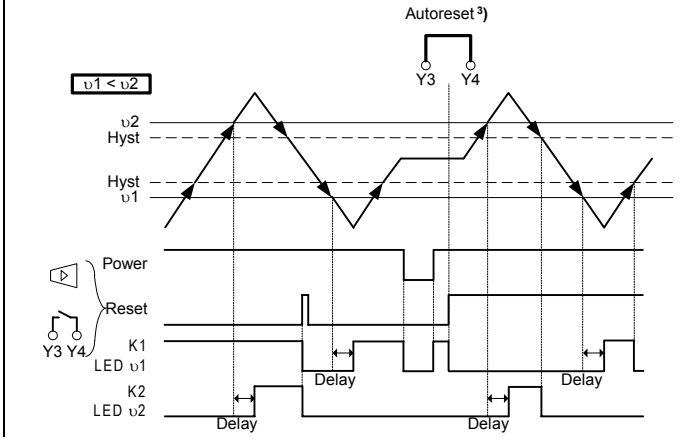 Autoreset ³⁾
Y3 Y4
υ1 < υ2
υ2
Hyst
Hyst
υ1
Power
Reset
Y3 Y4
K1
LED υ1
Delay
Delay
K2
LED υ2
Delay
Delay